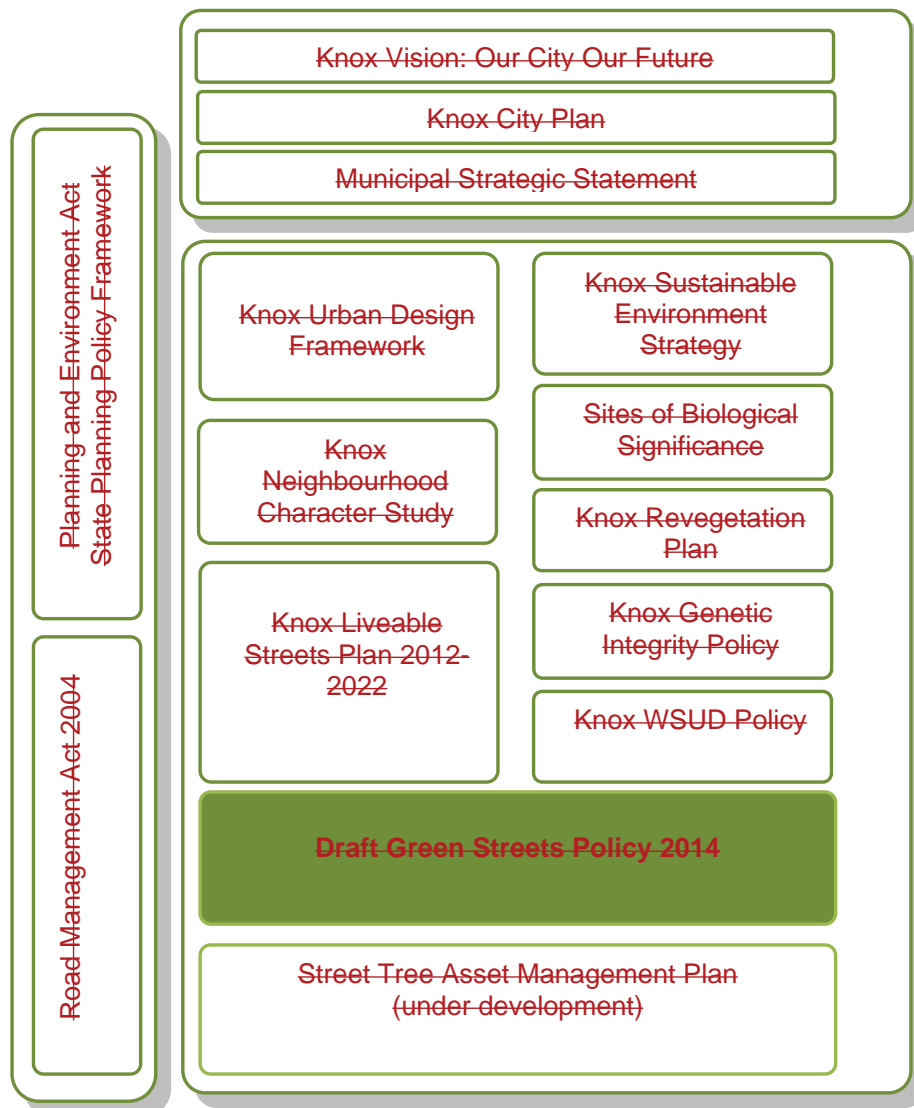 Knox Vision: Our City Our Future
Knox City Plan
Municipal Strategic Statement
Planning and Environment Act
State Planning Policy Framework
Road Management Act 2004
Knox Urban Design
Framework
Knox
Neighbourhood
Character Study
Knox Liveable
Streets Plan 2012-
2022
Knox Sustainable
Environment
Strategy
Sites of Biological
Significance
Knox Revegetation
Plan
Knox Genetic
Integrity Policy
Knox WSUD Policy
Draft Green Streets Policy 2014
Street Tree Asset Management Plan
(under development)